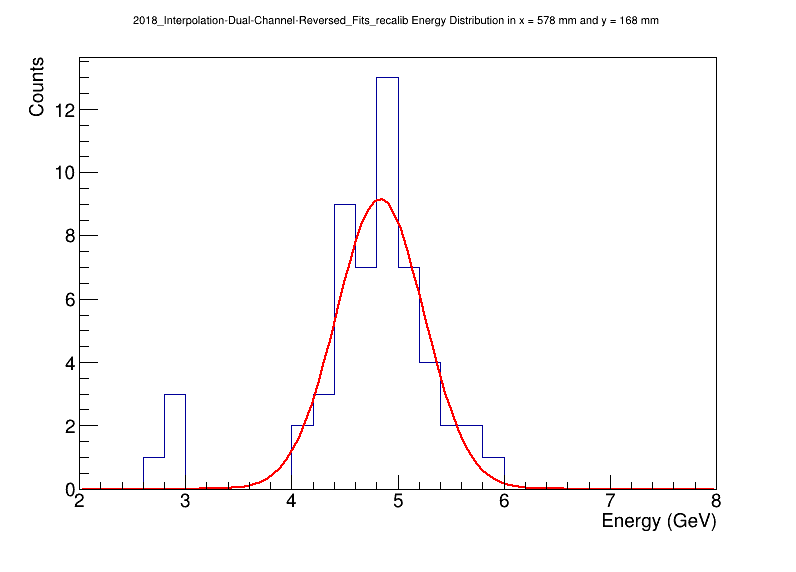 2018_Interpolation-Dual-Channel-Reversed_Fits_recalib Energy Distribution in x = 578 mm and y = 168 mm
Counts
12
10
8
6
4
2
0
2 3 4 5 6 7 8
Energy (GeV)